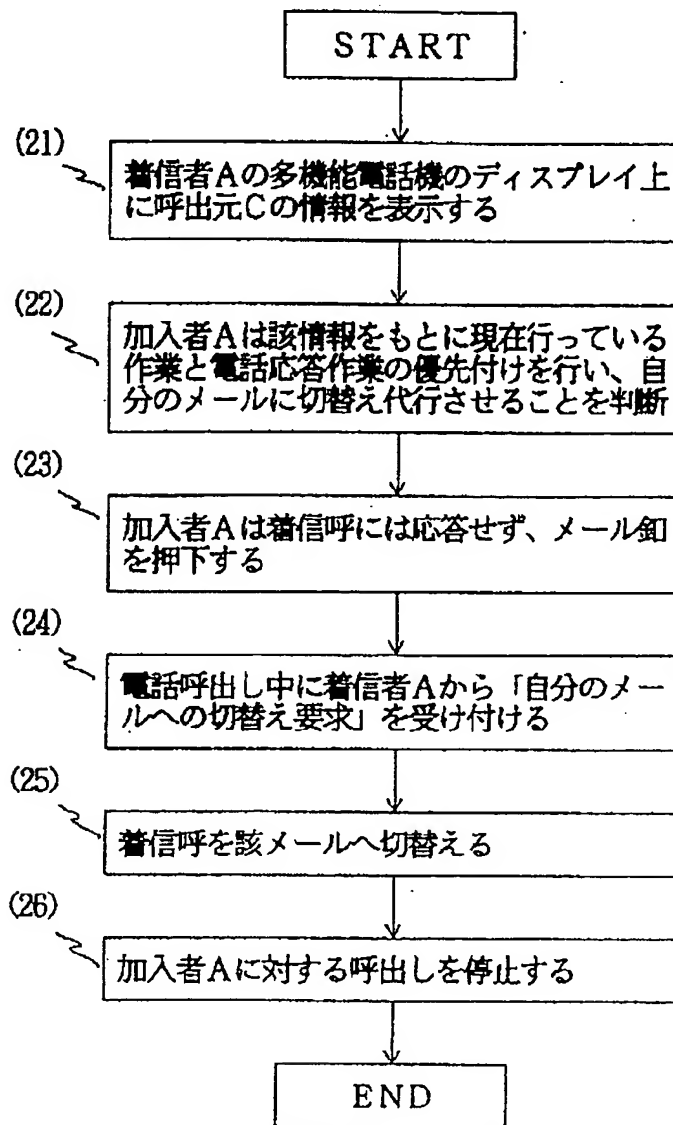 START
(21)
着信者Aの多機能電話機のディスプレイ上
に呼出元Cの情報を表示する
(22)
加入者Aは該情報をもとに現在行っている
作業と電話応答作業の優先付けを行い、自
分のメールに切替え代行させることを判断
(23)
加入者Aは着信呼には応答せず、メール釦
を押下する
(24)
電話呼出し中に着信者Aから「自分のメー
ルへの切替え要求」を受け付ける
(25)
着信呼を該メールへ切替える
(26)
加入者Aに対する呼出しを停止する
END